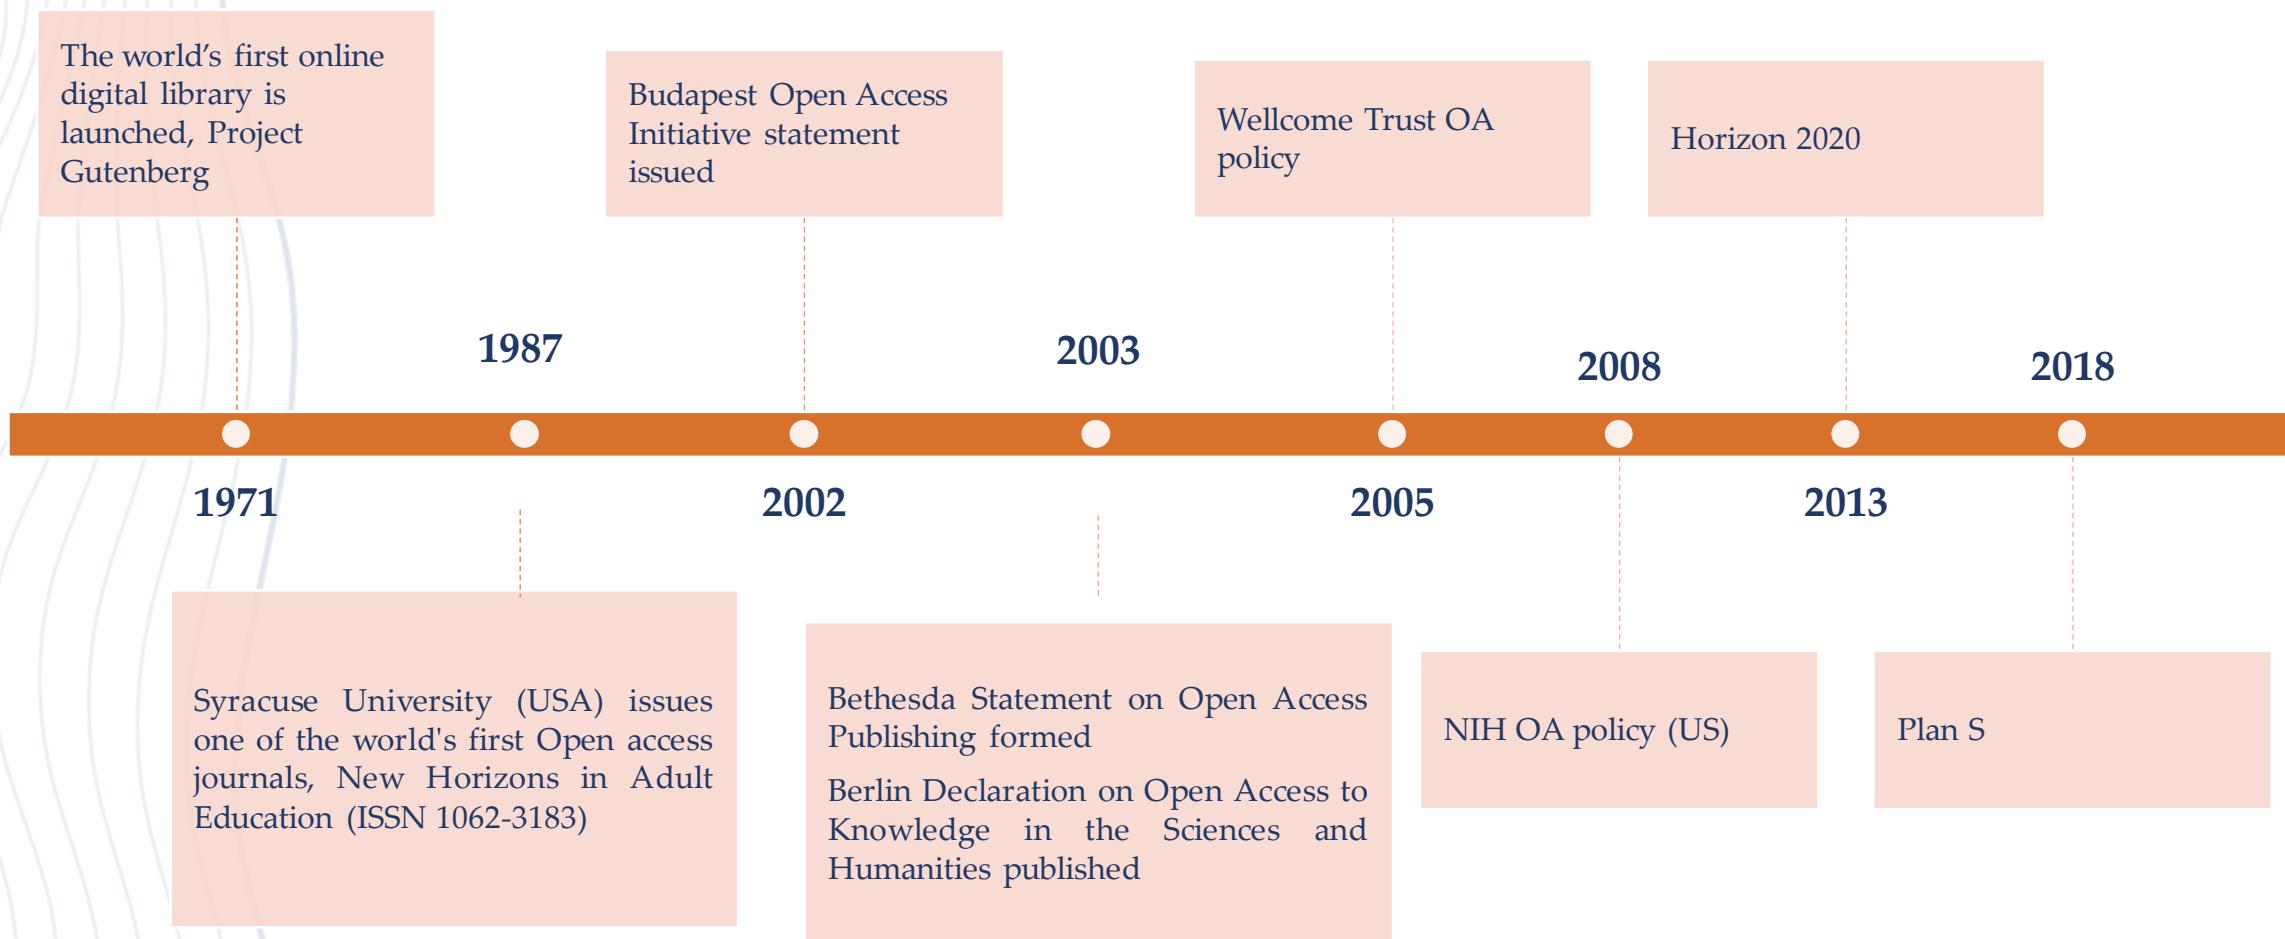 The world’s first online
digital library is
launched, Project
Gutenberg
Budapest Open Access
Initiative statement
issued
Wellcome Trust OA
policy
Horizon 2020
1987
2003
2008
2018
1971
2002
2005
2013
Syracuse University (USA) issues
one of the world's first Open access
journals, New Horizons in Adult
Education (ISSN 1062-3183)
Bethesda Statement on Open Access
Publishing formed
Berlin Declaration on Open Access to
Knowledge in the Sciences and
Humanities published
NIH OA policy (US)
Plan S